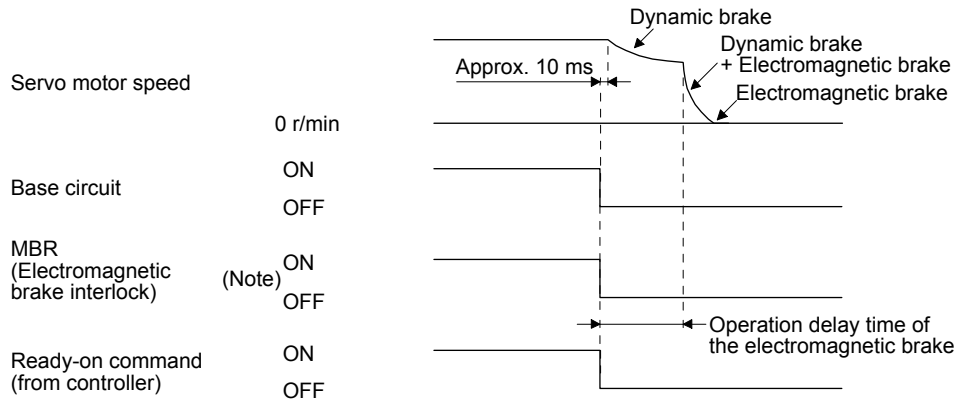 Dynamic brake
Dynamic brake
+ Electromagnetic brake
Approx. 10 ms
Servo motor speed
Electromagnetic brake
0 r/min
ON
Base circuit
OFF
MBR
(Electromagnetic
brake interlock)
(Note)
ON
OFF
Operation delay time of
the electromagnetic brake
Ready-on command
(from controller)
ON
OFF